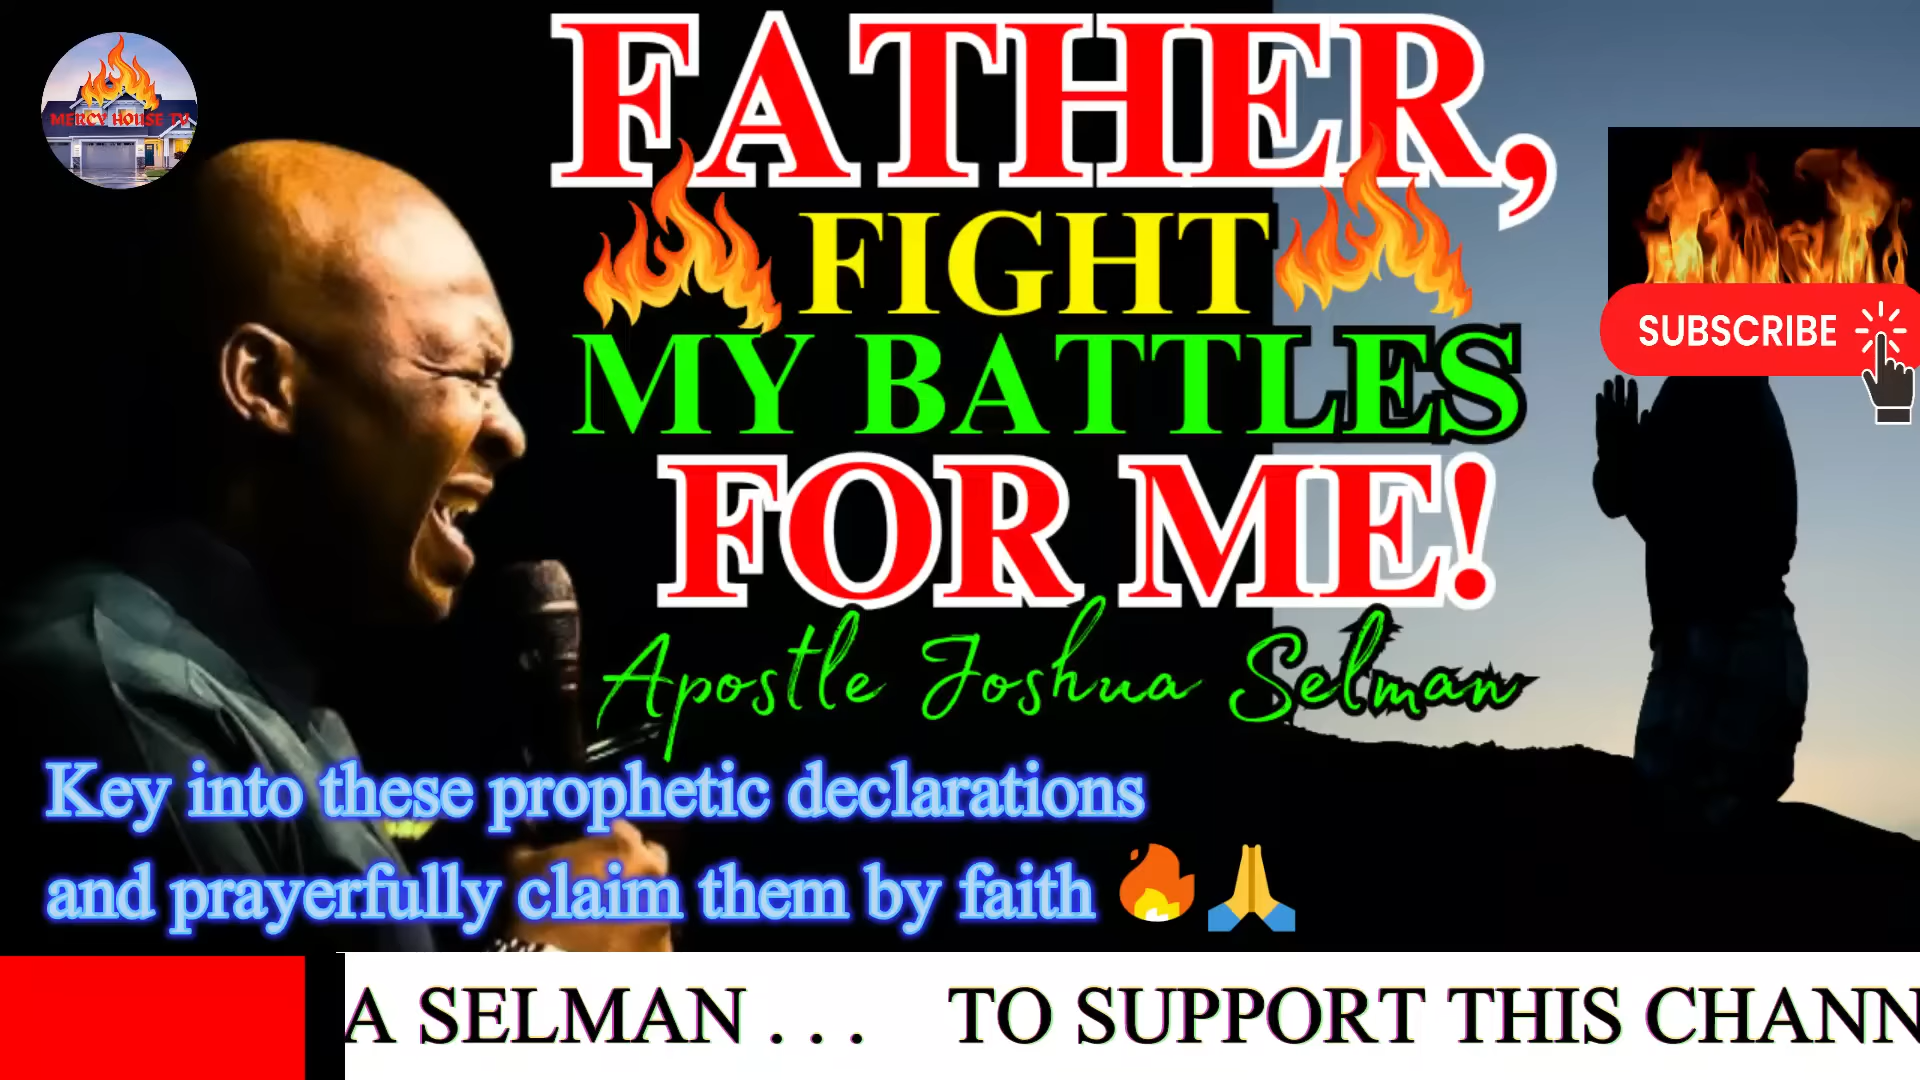 MERCY HOUSE TV
FATHER,
FIGHT
MY BATTLES
FOR ME!
Apostle Joshua Selman
SUBSCRIBE
Key into these prophetic declarations
and prayerfully claim them by faith 🔥🙏
A SELMAN . . . TO SUPPORT THIS CHANN